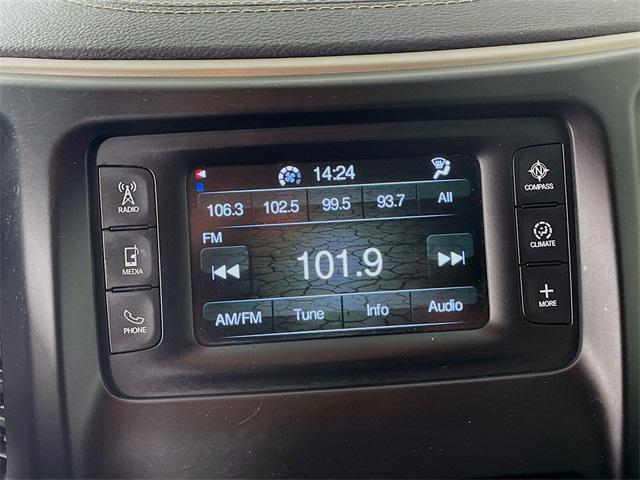 14:24
106.3 102.5 99.5 93.7 All
FM
101.9
AM/FM Tune Info Audio
RADIO
MEDIA
PHONE
N
COMPASS
CLIMATE
+
MORE